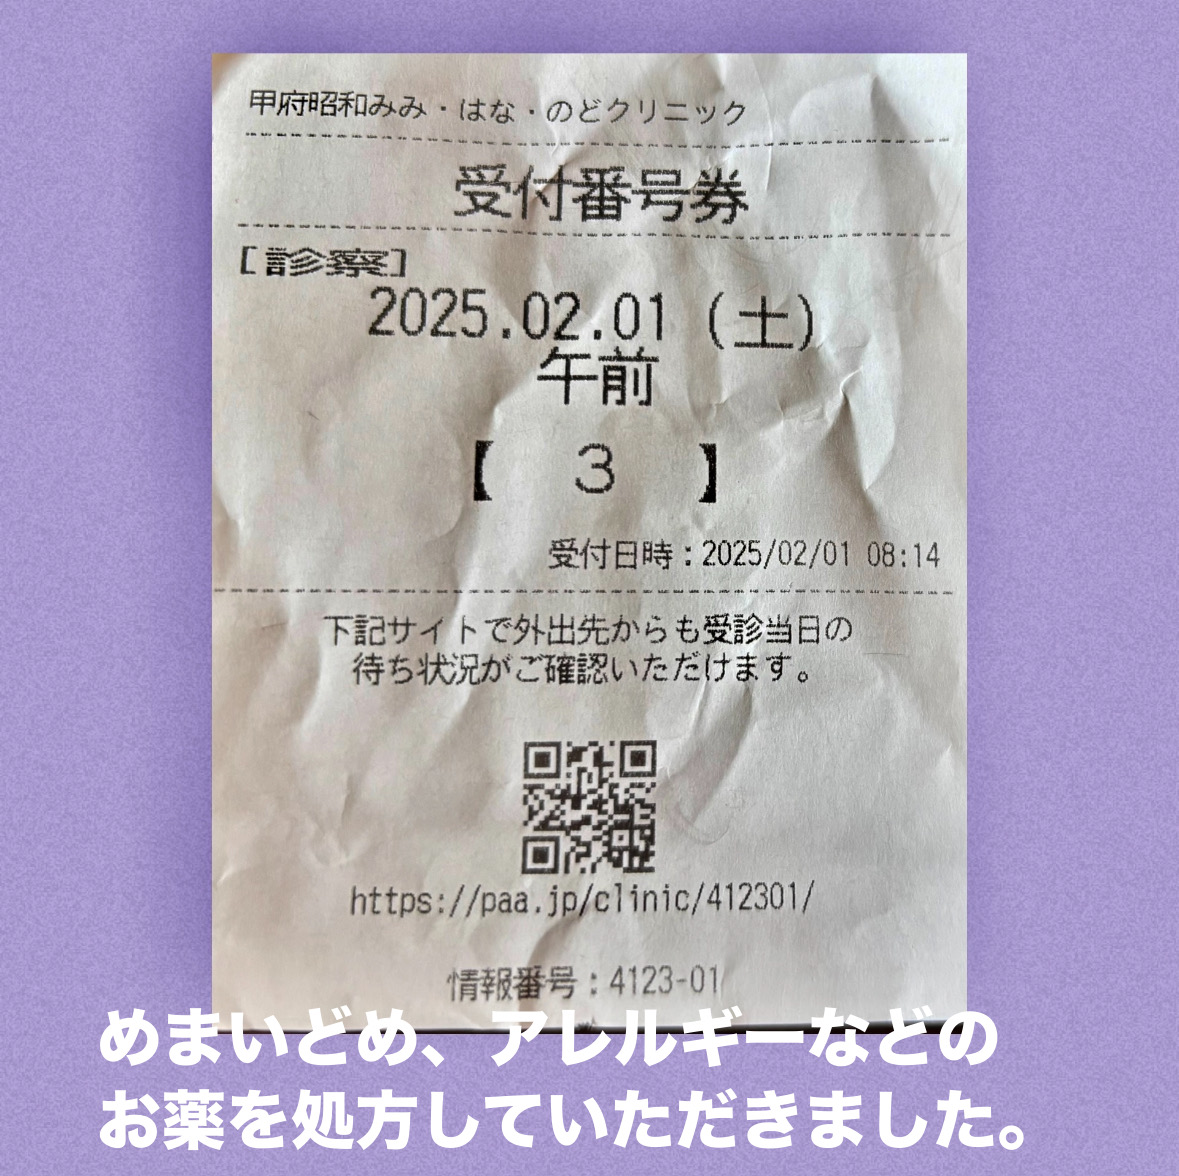 甲府昭和みみ・はな・のどクリニック
受付番号券
[診察]
2025.02.01(土)
午前
【 3 】
受付日時:2025/02/01 08:14
下記サイトで外出先からも受診当日の
待ち状況がご確認いただけます。
https://paa.jp/clinic/412301/
情報番号:4123-01
めまいどめ、アレルギーなどの
お薬を処方していただきました。